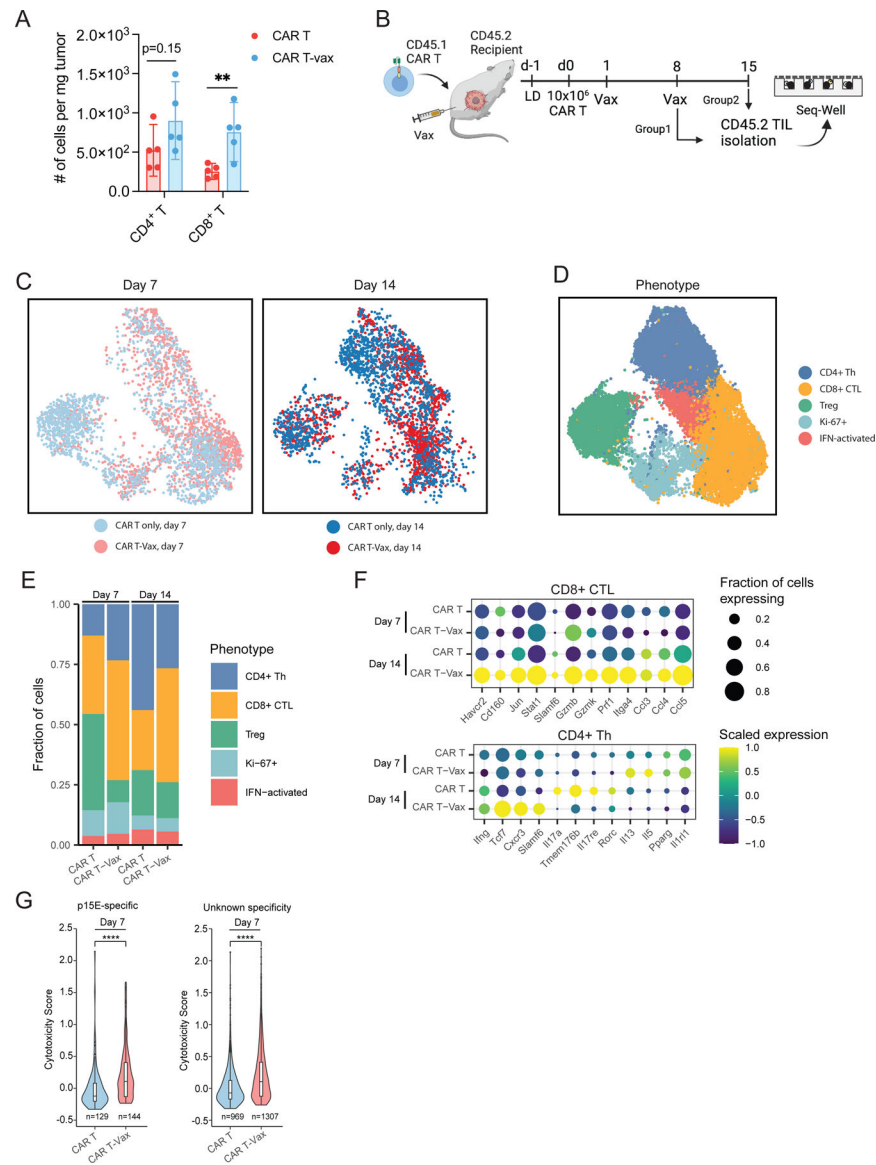 A
2.0×10³
1.5×10³
1.0×10³
5.0×10²
0.0
# of cells per mg tumor
p=0.15
**
CD4⁺ T
CD8⁺ T
CAR T
CAR T-vax
B
CD45.1
CAR T
CD45.2
Recipient
Vax
d-1
d0
1
8
15
LD
10x10⁶
CAR T
Vax
Vax
Group1
Group2
CD45.2 TIL
isolation
Seq-Well
C
Day 7
Day 14
CAR T only, day 7
CAR T-Vax, day 7
CAR T only, day 14
CAR T-Vax, day 14
D
Phenotype
CD4+ Th
CD8+ CTL
Treg
Ki-67+
IFN-activated
E
Day 7
Day 14
1.00
0.75
0.50
0.25
0.00
Fraction of cells
CAR T
CAR T-Vax
CAR T
CAR T-Vax
Phenotype
CD4+ Th
CD8+ CTL
Treg
Ki-67+
IFN-activated
F
CD8+ CTL
Day 7
Day 14
CAR T
CAR T-Vax
CAR T
CAR T-Vax
Havcr2
Cd160
Jun
Stat1
Slamf6
Gzmb
Gzmk
Prf1
Itga4
Ccl3
Ccl4
Ccl5
CD4+ Th
Day 7
Day 14
CAR T
CAR T-Vax
CAR T
CAR T-Vax
Ifng
Tcf7
Cxcr3
Slamf6
Il17a
Tmem176b
Il17re
Rorc
Il13
Il5
Pparg
Il1rl1
Fraction of cells
expressing
0.2
0.4
0.6
0.8
Scaled expression
1.0
0.5
0.0
-0.5
-1.0
G
p15E-specific
Day 7
****
2.5
2.0
1.5
1.0
0.5
0.0
-0.5
Cytotoxicity Score
n=129
n=144
CAR T
CAR T-Vax
Unknown specificity
Day 7
****
2.5
2.0
1.5
1.0
0.5
0.0
-0.5
Cytotoxicity Score
n=969
n=1307
CAR T
CAR T-Vax